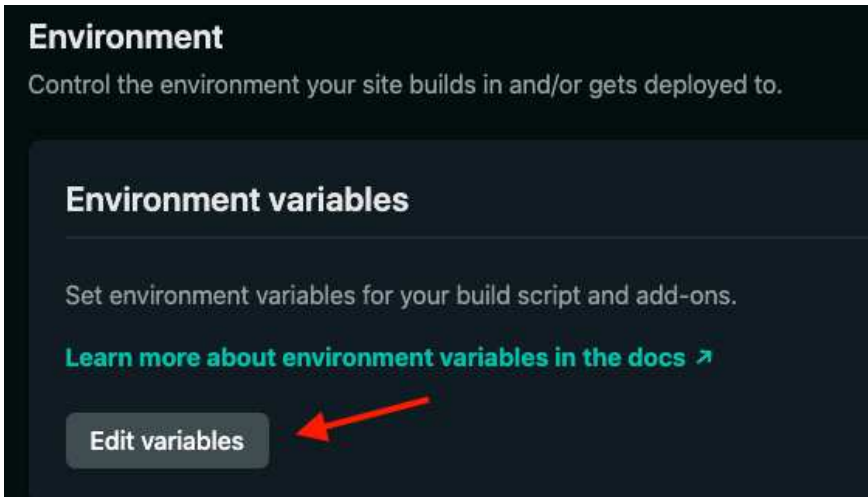 Environment
Control the environment your site builds in and/or gets deployed to.
Environment variables
Set environment variables for your build script and add-ons.
Learn more about environment variables in the docs ↗
Edit variables